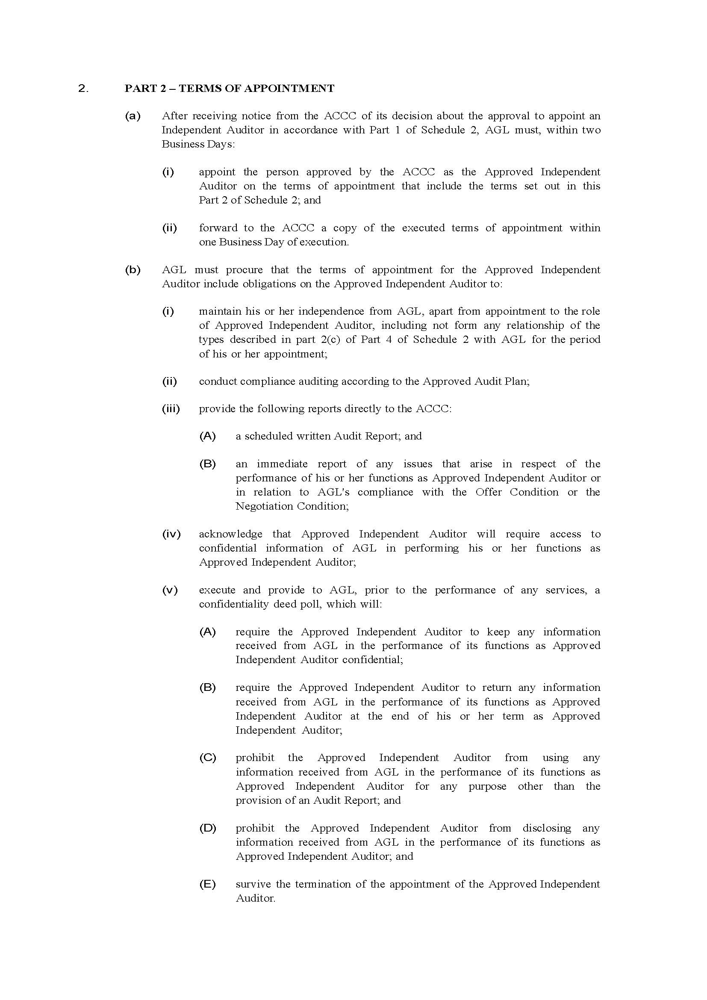 2. PART 2 – TERMS OF APPOINTMENT
(a) After receiving notice from the ACCC of its decision about the approval to appoint an
Independent Auditor in accordance with Part 1 of Schedule 2, AGL must, within two
Business Days:
(i) appoint the person approved by the ACCC as the Approved Independent
Auditor on the terms of appointment that include the terms set out in this
Part 2 of Schedule 2; and
(ii) forward to the ACCC a copy of the executed terms of appointment within
one Business Day of execution.
(b) AGL must procure that the terms of appointment for the Approved Independent
Auditor include obligations on the Approved Independent Auditor to:
(i) maintain his or her independence from AGL, apart from appointment to the role
of Approved Independent Auditor, including not form any relationship of the
types described in part 2(c) of Part 4 of Schedule 2 with AGL for the period
of his or her appointment;
(ii) conduct compliance auditing according to the Approved Audit Plan;
(iii) provide the following reports directly to the ACCC:
(A) a scheduled written Audit Report; and
(B) an immediate report of any issues that arise in respect of the
performance of his or her functions as Approved Independent Auditor or
in relation to AGL's compliance with the Offer Condition or the
Negotiation Condition;
(iv) acknowledge that Approved Independent Auditor will require access to
confidential information of AGL in performing his or her functions as
Approved Independent Auditor;
(v) execute and provide to AGL, prior to the performance of any services, a
confidentiality deed poll, which will:
(A) require the Approved Independent Auditor to keep any information
received from AGL in the performance of its functions as Approved
Independent Auditor confidential;
(B) require the Approved Independent Auditor to return any information
received from AGL in the performance of its functions as Approved
Independent Auditor at the end of his or her term as Approved
Independent Auditor;
(C) prohibit the Approved Independent Auditor from using any
information received from AGL in the performance of its functions as
Approved Independent Auditor for any purpose other than the
provision of an Audit Report; and
(D) prohibit the Approved Independent Auditor from disclosing any
information received from AGL in the performance of its functions as
Approved Independent Auditor; and
(E) survive the termination of the appointment of the Approved Independent
Auditor.